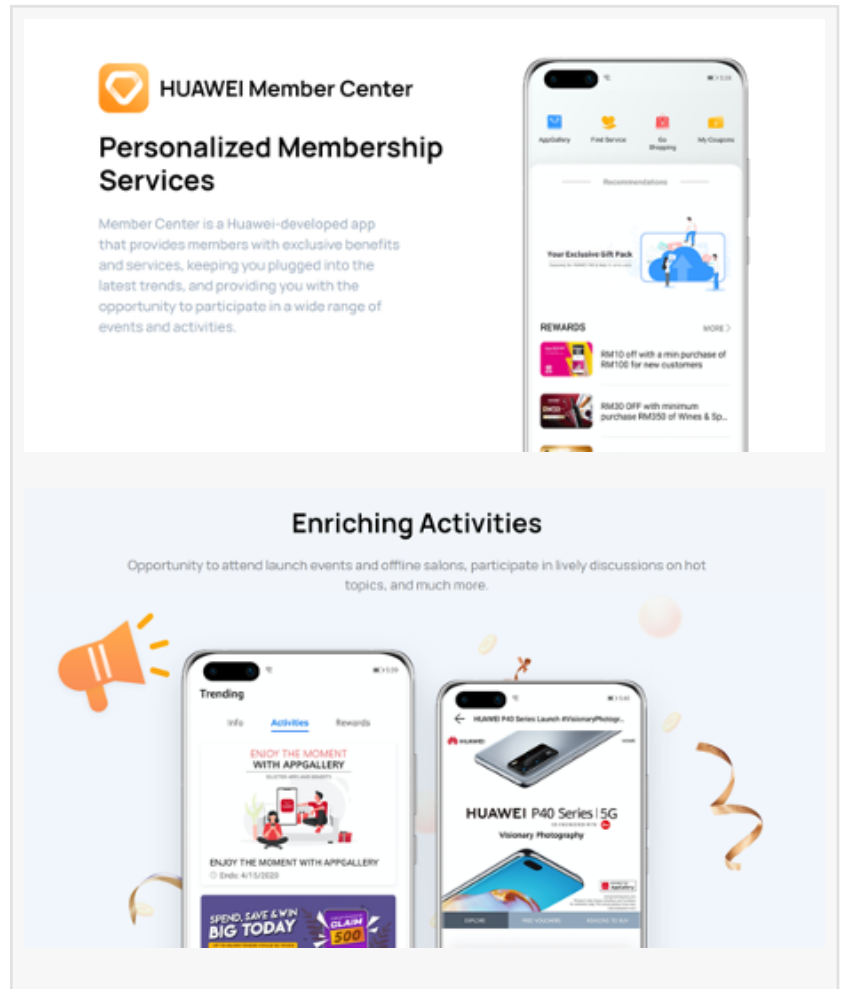 HUAWEI Member Center
Personalized Membership
Services
Member Center is a Huawei-developed app
that provides members with exclusive benefits
and services, keeping you plugged into the
latest trends, and providing you with the
opportunity to participate in a wide range of
events and activities.
AppGallery
Find Service
Go
Shopping
My Coupons
Recommendations
Your Exclusive Gift Pack
REWARDS
MORE >
RM10 off with a min purchase of
RM100 for new customers
RM30 OFF with minimum
purchase RM350 of Wines & Sp...
Enriching Activities
Opportunity to attend launch events and offline salons, participate in lively discussions on hot
topics, and much more.
Trending
Info
Activities
Rewards
ENJOY THE MOMENT
WITH APPGALLERY
ENJOY THE MOMENT WITH APPGALLERY
Ends: 4/15/2020
SPEND, SAVE & WIN
BIG TODAY
CLAIM
500
HUAWEI P40 Series Launch #VisionaryPhotogr...
HUAWEI
HUAWEI P40 Series | 5G
Visionary Photography
AppGallery
EXPLORE
FREE VOUCHERS